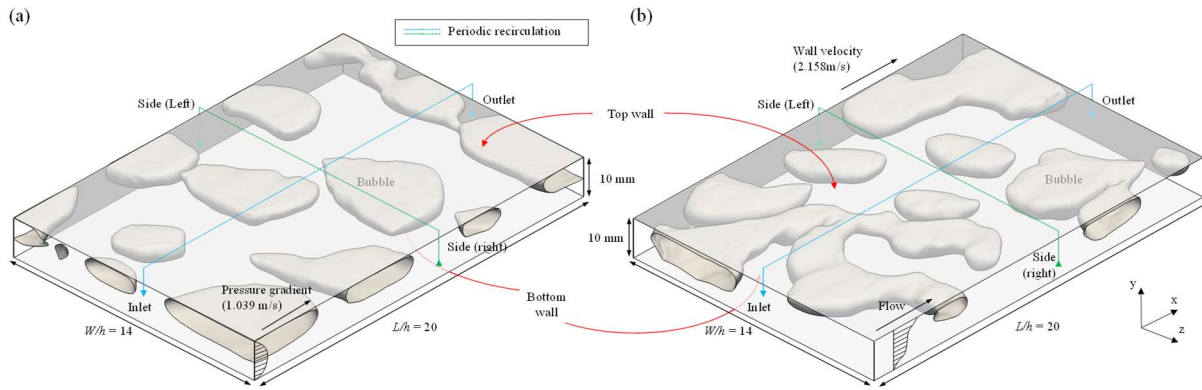 (a)
Periodic recirculation
(b)
Side (Left)
Outlet
Bubble
10 mm
Side (right)
Pressure gradient
(1.039 m/s)
Inlet
W/h = 14
L/h = 20
Top wall
Bottom
wall
Wall velocity
(2.158m/s)
Side (Left)
Outlet
Bubble
10 mm
Side
(right)
Flow
Inlet
W/h = 14
L/h = 20
y
x
z